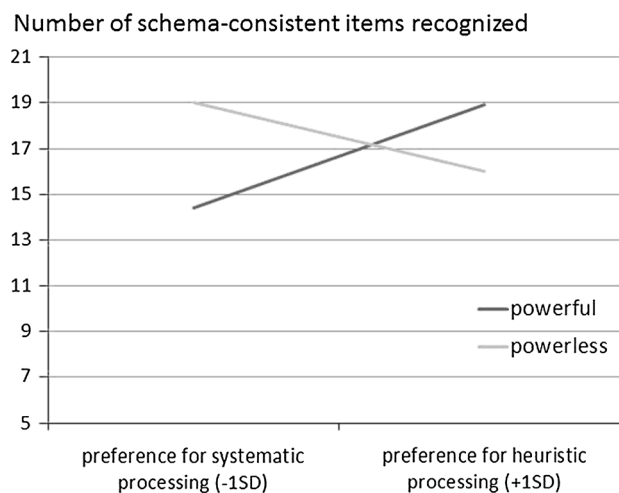 Number of schema-consistent items recognized
21
19
17
15
13
11
9
7
5
powerful
powerless
preference for systematic
processing (-1SD)
preference for heuristic
processing (+1SD)